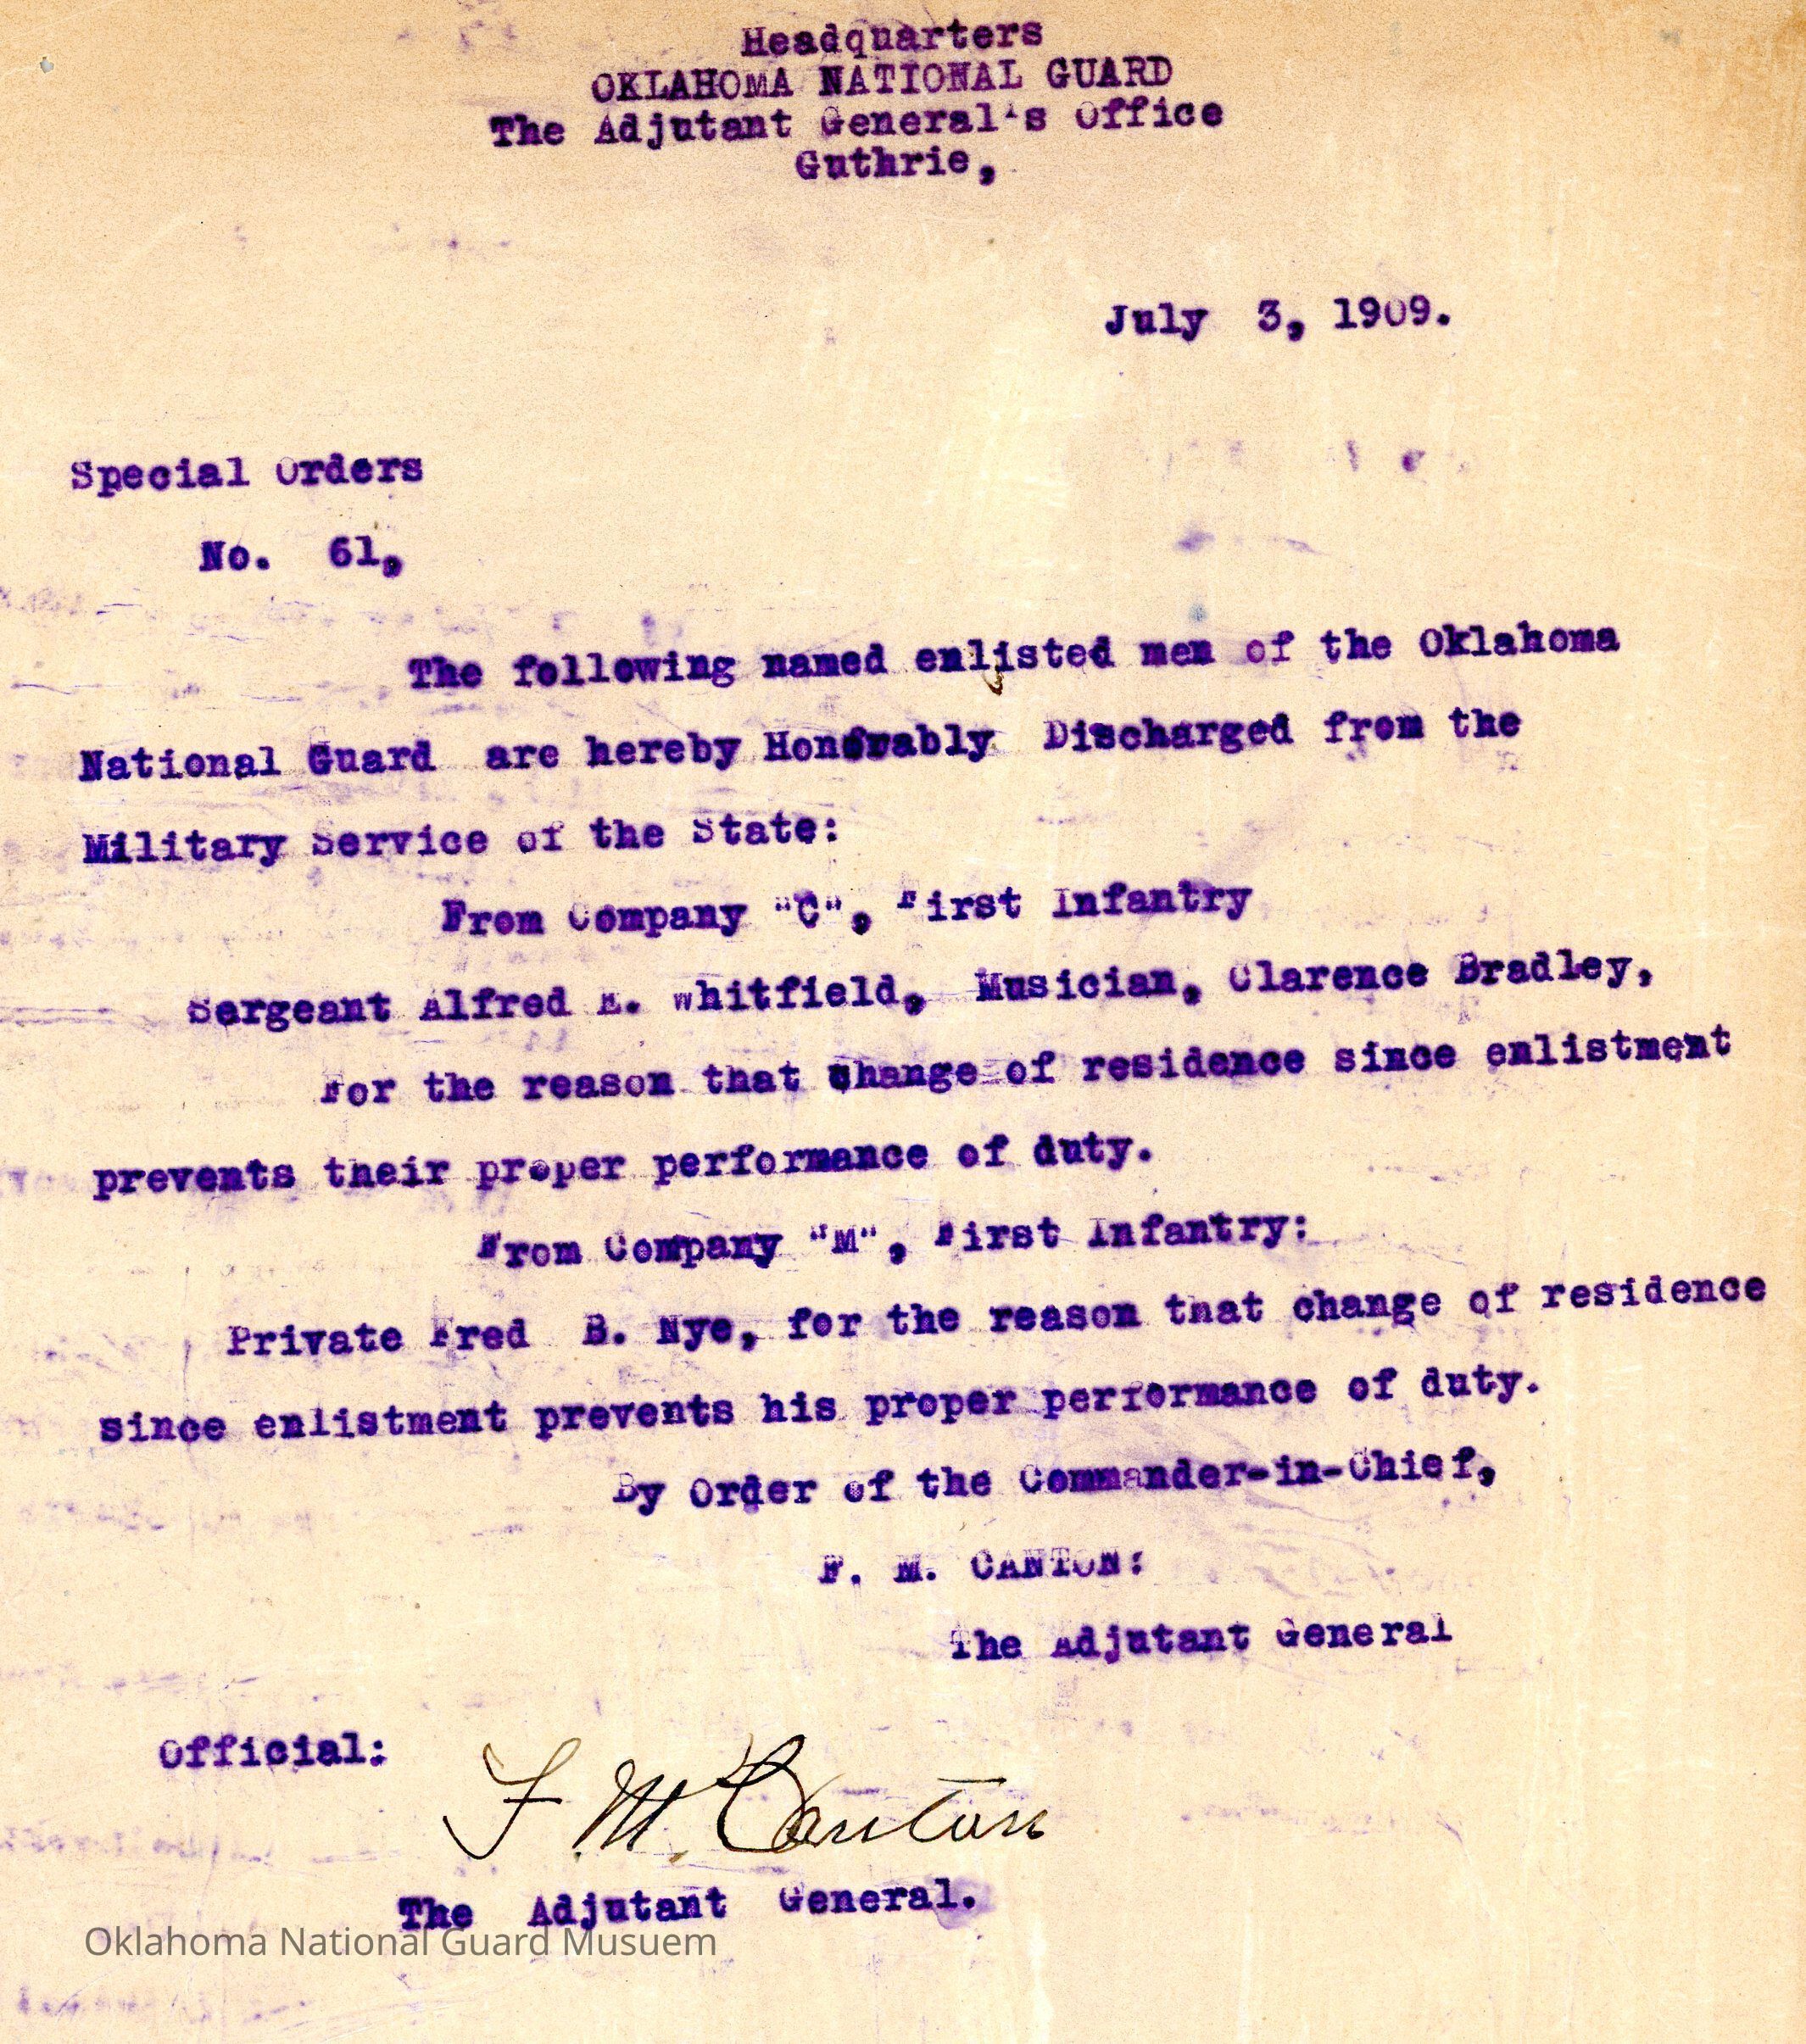 Headquarters
OKLAHOMA NATIONAL GUARD
The Adjutant General's Office
Guthrie,
July 3, 1909.
Special Orders
No. 61,
The following named enlisted men of the Oklahoma
National Guard are hereby Honorably Discharged from the
Military Service of the State:
From Company "C", First Infantry
Sergeant Alfred E. Whitfield, Musician, Clarence Bradley,
For the reason that change of residence since enlistment
prevents their proper performance of duty.
From Company "M", First Infantry:
Private Fred B. Nye, for the reason that change of residence
since enlistment prevents his proper performance of duty.
By Order of the Commander-in-Chief,
F. M. CANTON:
The Adjutant General
Official: F. M. Canton
The Adjutant General.
Oklahoma National Guard Musuem